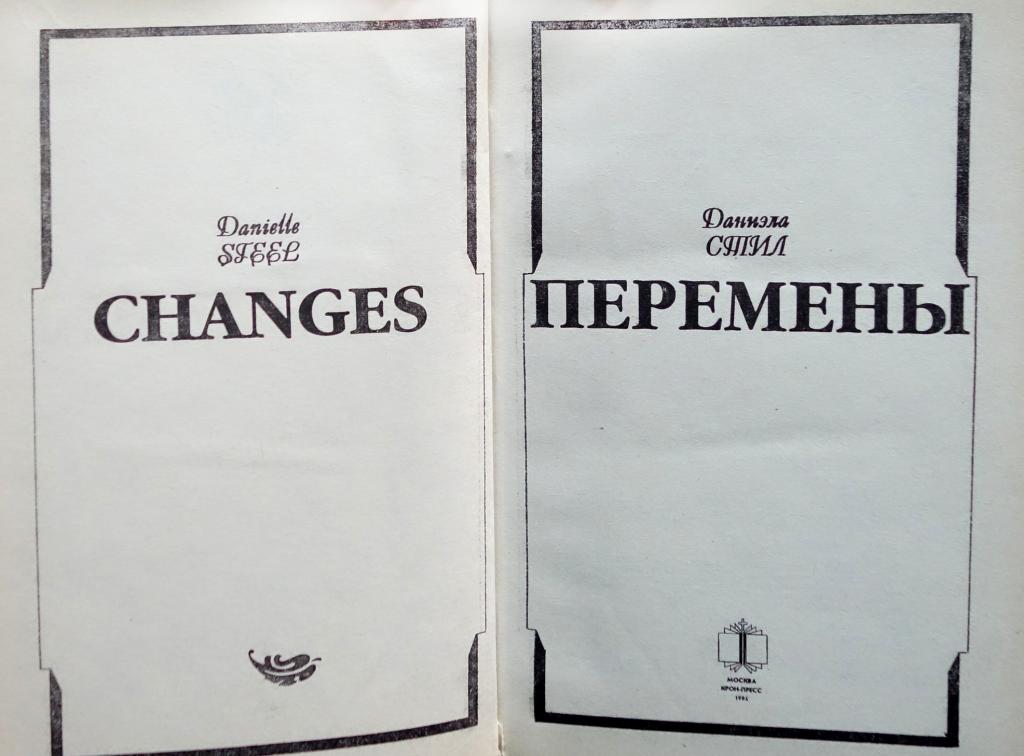 Danielle
STEEL
CHANGES
Даниэла
СТИЛ
ПЕРЕМЕНЫ
МОСКВА
КРОН-ПРЕСС